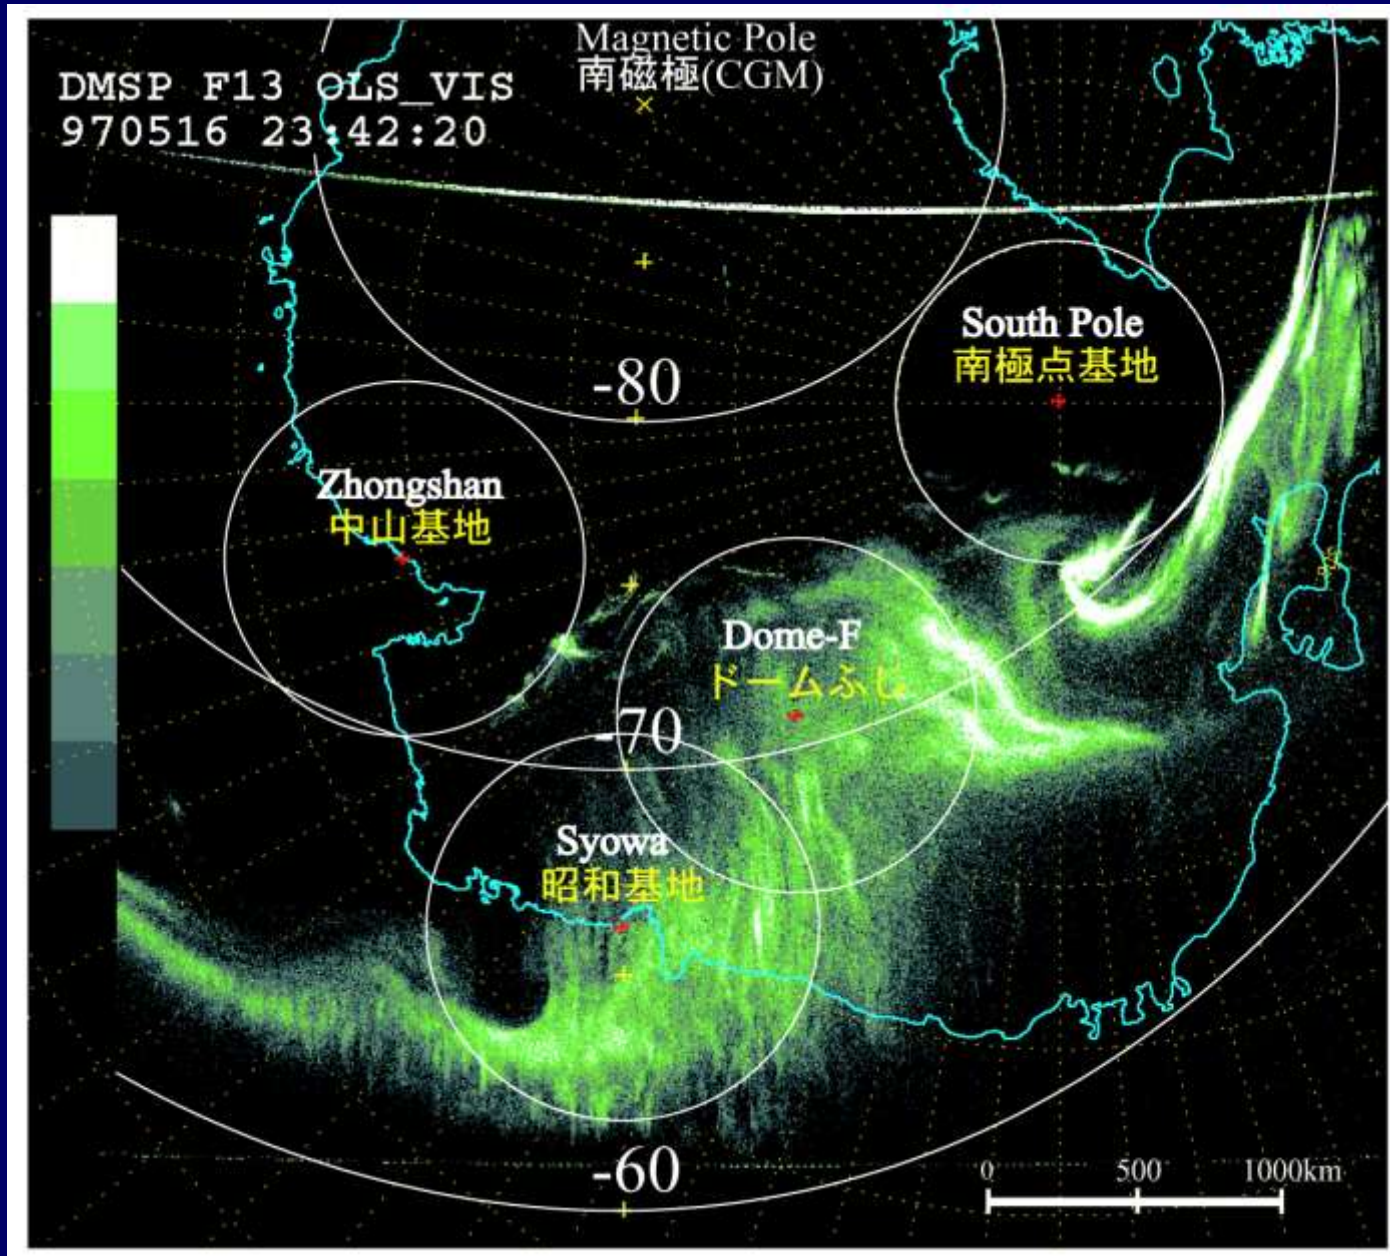 Magnetic Pole
南磁極(CGM)
DMSP F13 OLS_VIS
970516 23:42:20
South Pole
南極点基地
-80
Zhongshan
中山基地
Dome-F
ドームふじ
-70
Syowa
昭和基地
-60
0 500 1000km